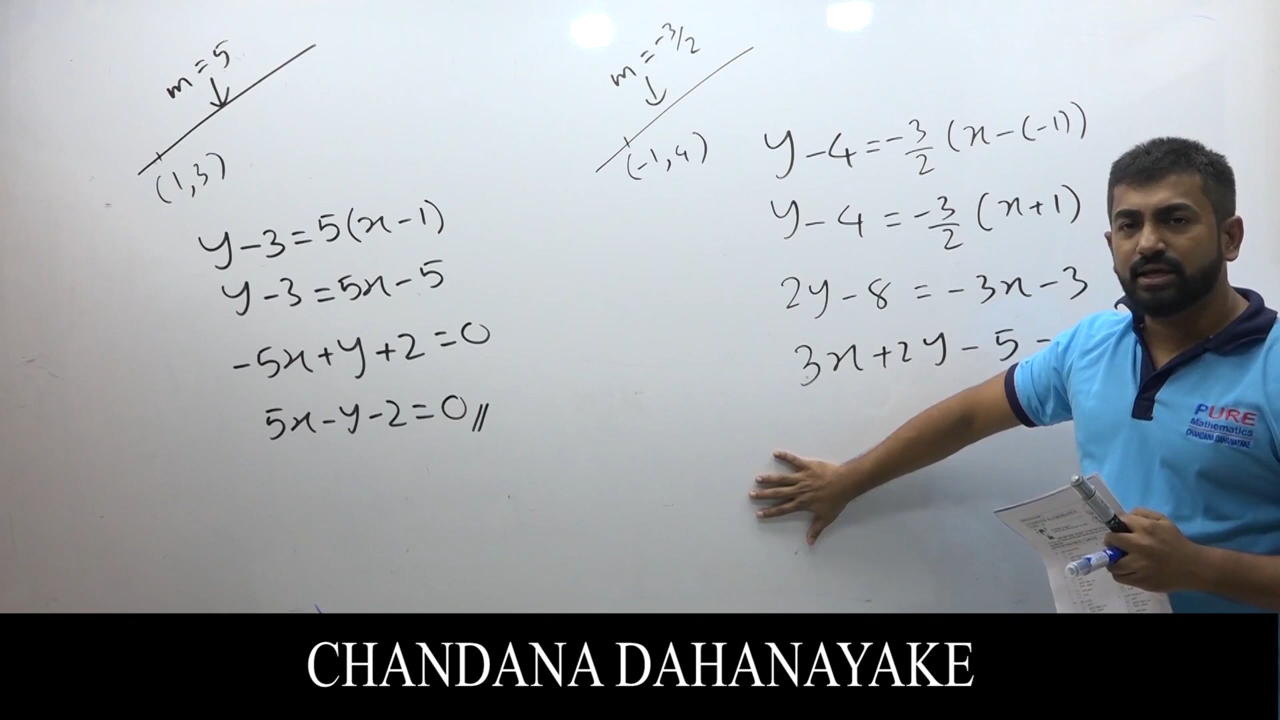 m = 5
(1,3)
y-3=5(x-1)
y-3=5x-5
-5x+y+2=0
5x-y-2=0//
m = -3/2
(-1,4)
y-4=-3/2(x-(-1))
y-4=-3/2(x+1)
2y-8=-3x-3
3x+2y-5=
PURE
Mathematics
CHANDANA DAHANAYAKE
CHANDANA DAHANAYAKE